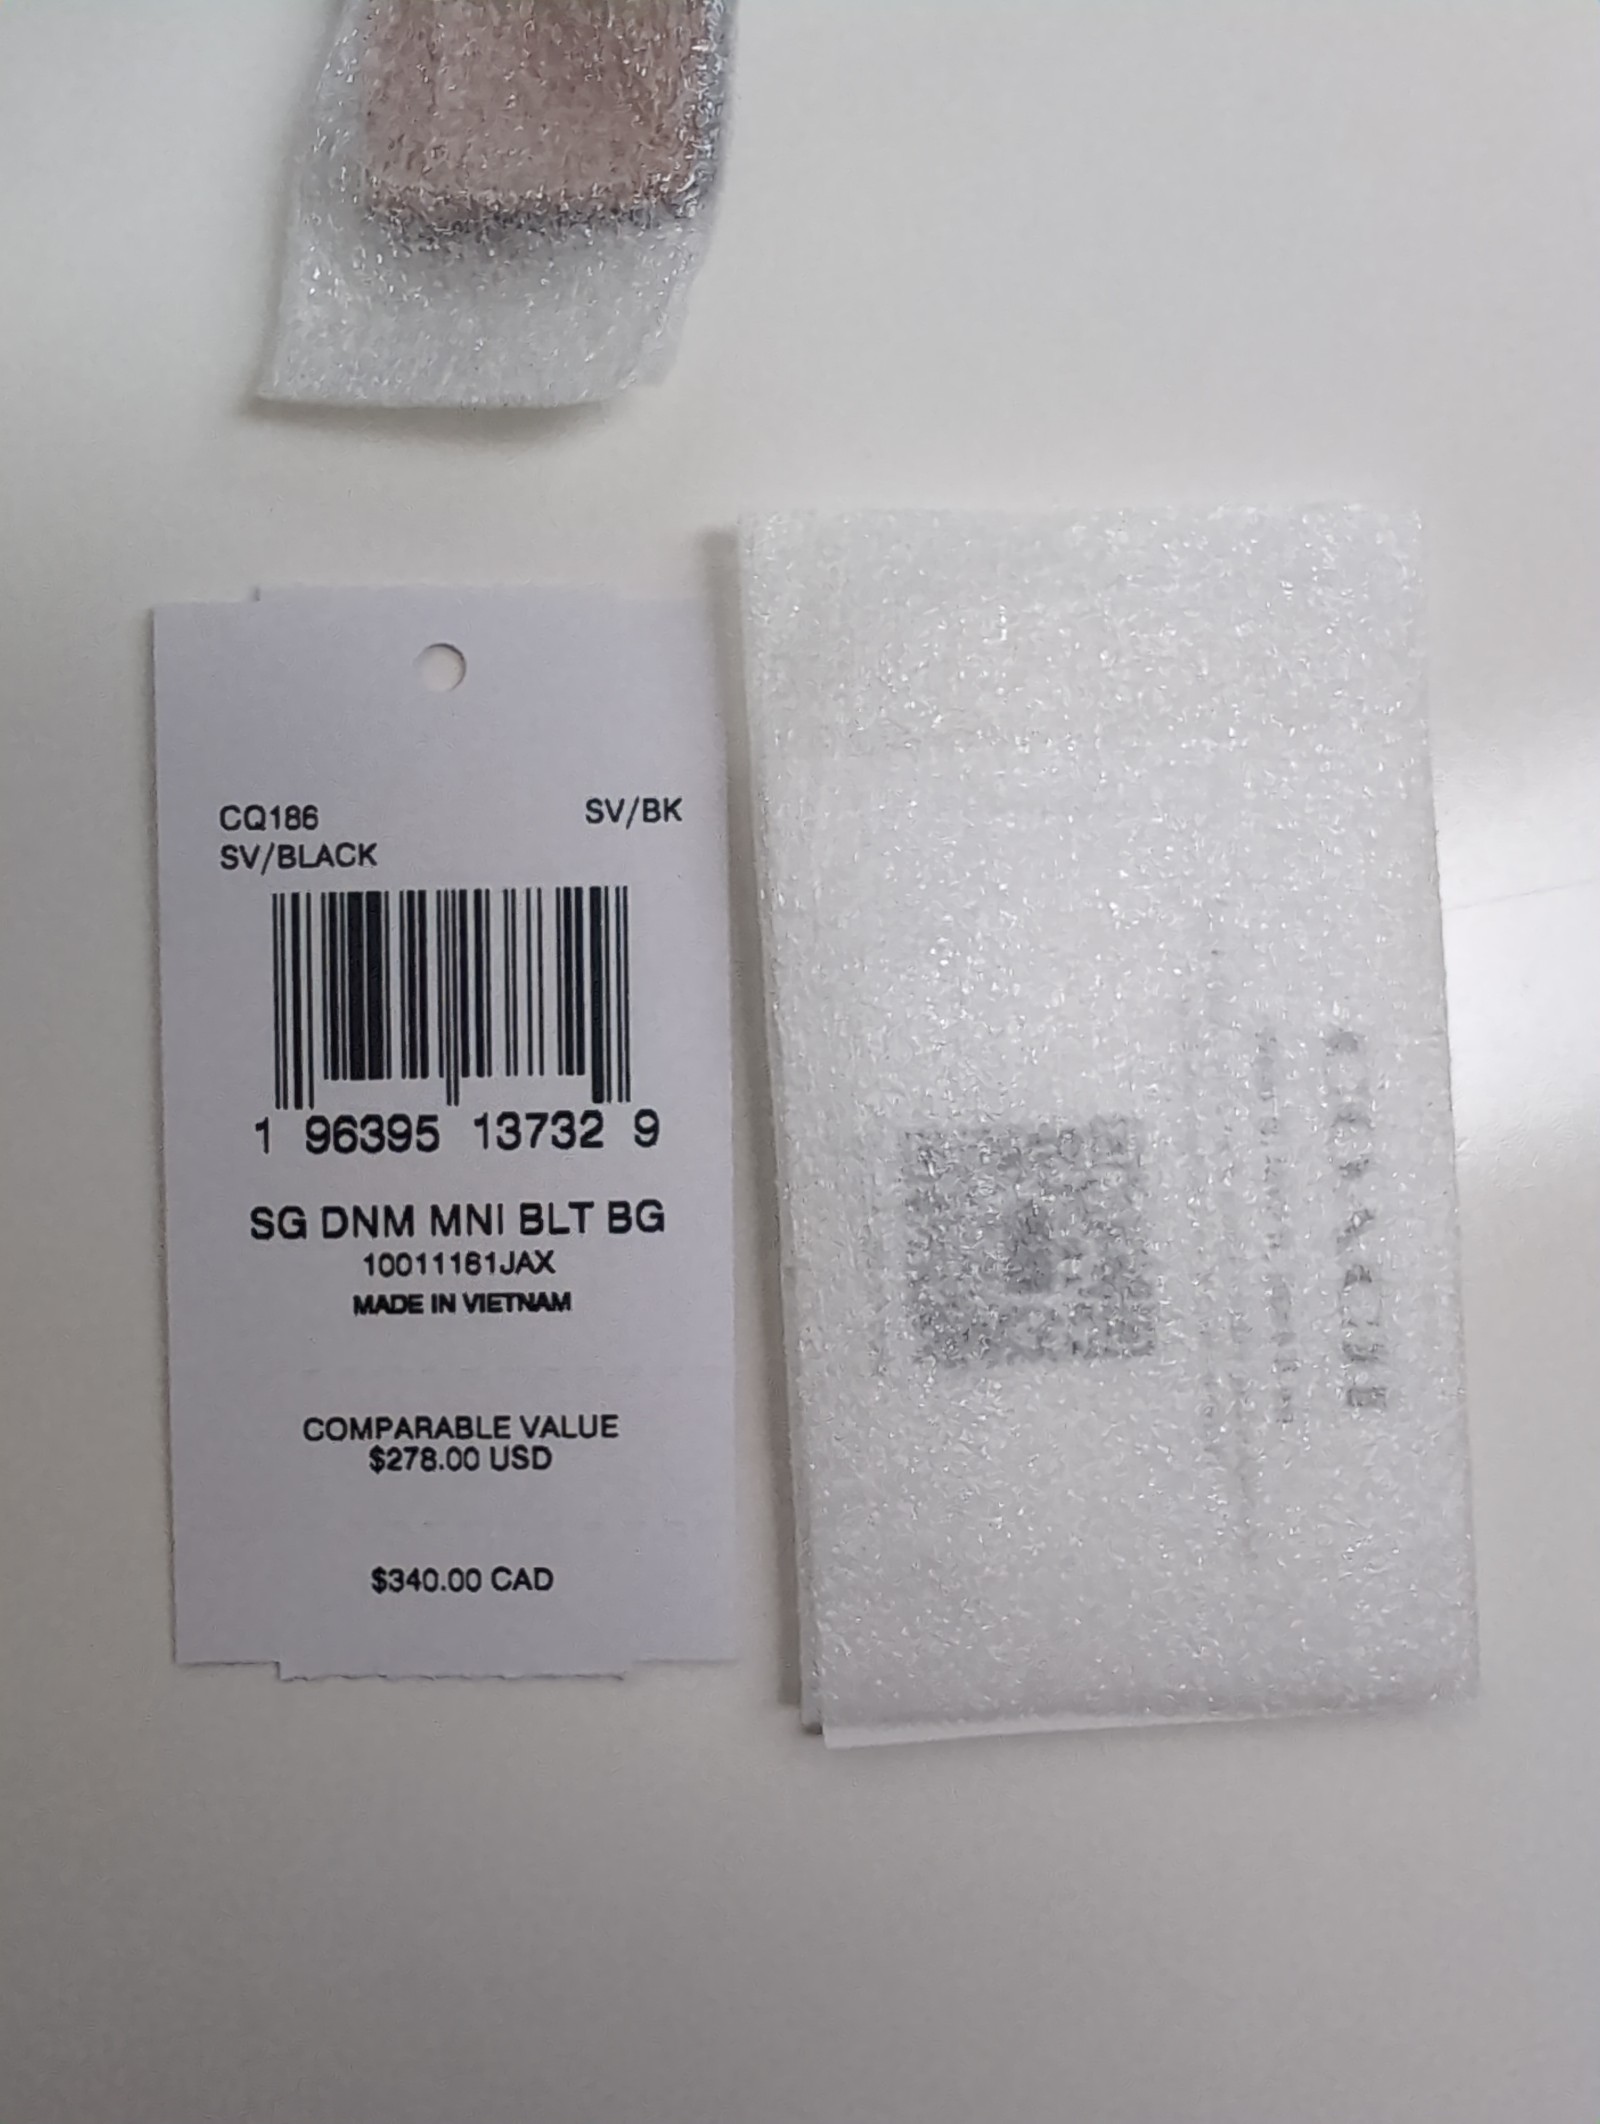 CQ186 SV/BK
SV/BLACK
1 96395 13732 9
SG DNM MNI BLT BG
10011161JAX
MADE IN VIETNAM
COMPARABLE VALUE
$278.00 USD
$340.00 CAD
COACH